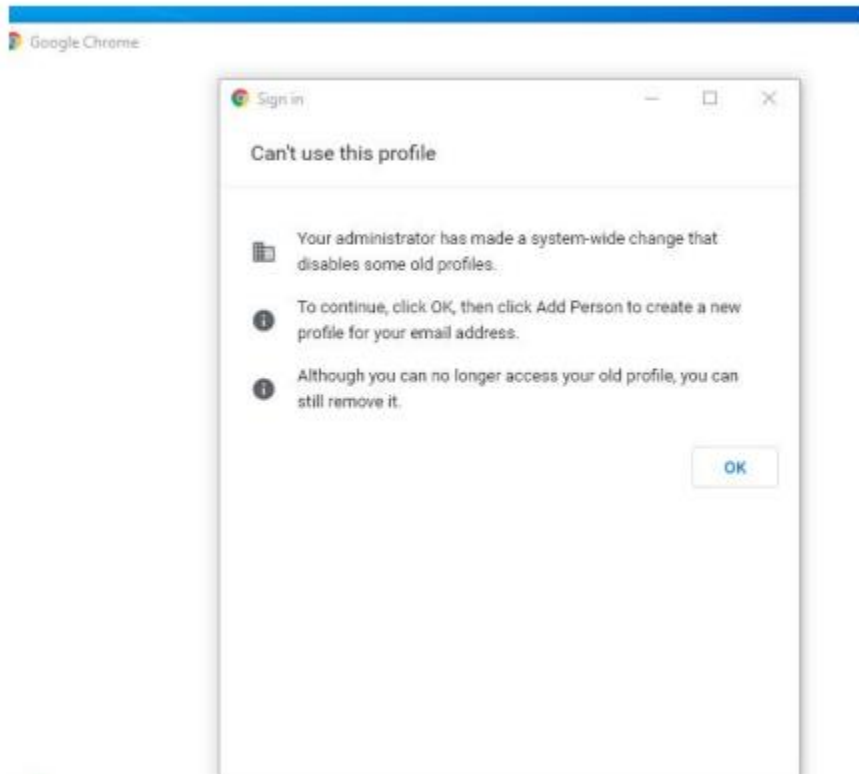 Google Chrome
Sign in
Can't use this profile
Your administrator has made a system-wide change that
disables some old profiles.
To continue, click OK, then click Add Person to create a new
profile for your email address.
Although you can no longer access your old profile, you can
still remove it.
OK